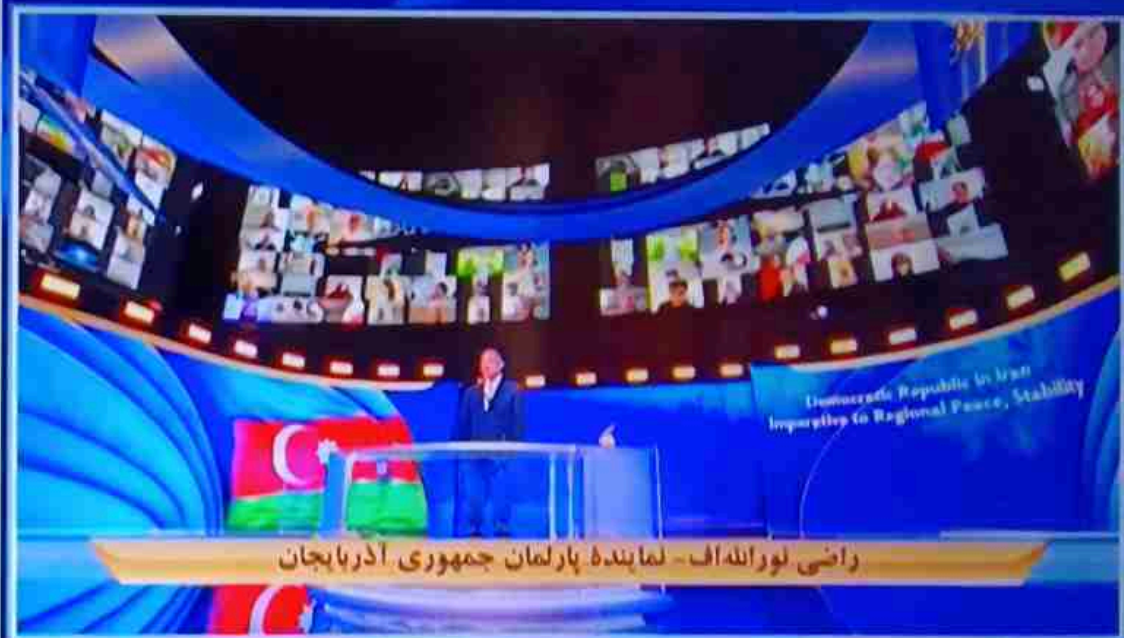 Democratic Republic in Iran
Imperative to Regional Peace, Stability
راضی نورالله‌اف - نمایندهٔ پارلمان جمهوری آذربایجان